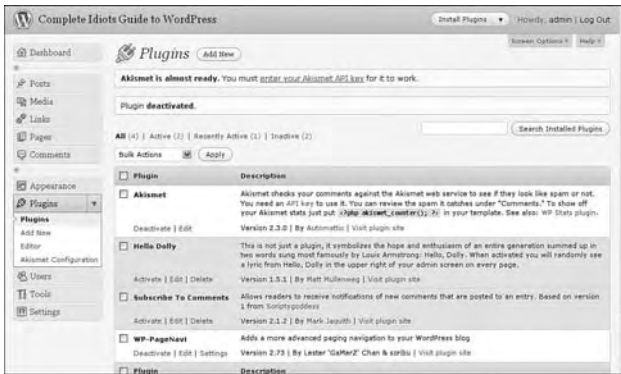 Complete Idiots Guide to WordPress
Install Plugins
Howdy, admin | Log Out
Screen Options
Help
Dashboard
Plugins
Add New
Akismet is almost ready. You must enter your Akismet API key for it to work.
Posts
Media
Plugin deactivated.
Links
Pages
Search Installed Plugins
All (4) | Active (2) | Recently Active (1) | Inactive (2)
Comments
Bulk Actions
Apply
Appearance
Plugin Description
Plugins
Akismet
Akismet checks your comments against the Akismet web service to see if they look like spam or not.
You need an API key to use it. You can review the spam it catches under "Comments." To show off
your Akismet stats just put <?php akismet_counter(); ?> in your template. See also: WP Stats plugin.
Plugins
Add New
Deactivate | Edit
Version 2.3.0 | By Automattic | Visit plugin site
Editor
Akismet Configuration
Hello Dolly
This is not just a plugin, it symbolizes the hope and enthusiasm of an entire generation summed up in
two words sung most famously by Louis Armstrong: Hello, Dolly. When activated you will randomly see
a lyric from Hello, Dolly in the upper right of your admin screen on every page.
Users
Activate | Edit | Delete
Version 1.5.1 | By Matt Mullenweg | Visit plugin site
Tools
Subscribe To Comments
Allows readers to receive notifications of new comments that are posted to an entry. Based on version
1 from Scriptygoddess
Settings
Activate | Edit | Delete
Version 2.1.2 | By Mark Jaquith | Visit plugin site
WP-PageNavi
Adds a more advanced paging navigation to your WordPress blog
Deactivate | Edit | Settings
Version 2.73 | By Lester 'GaMerZ' Chan & scribu | Visit plugin site
Plugin Description